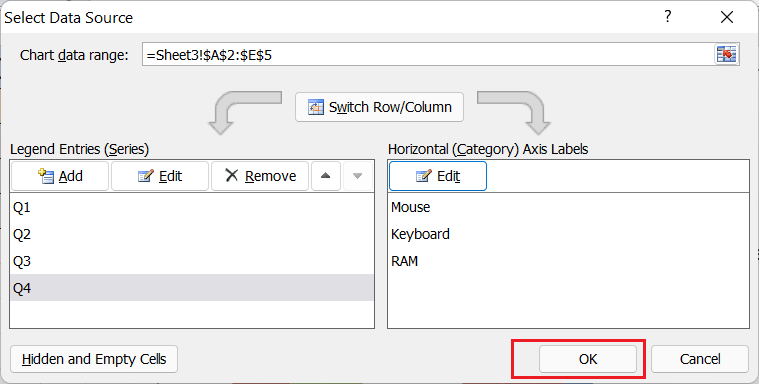 Select Data Source
?
Chart data range: =Sheet3!$A$2:$E$5
Switch Row/Column
Legend Entries (Series)
Add Edit Remove
Q1
Q2
Q3
Q4
Horizontal (Category) Axis Labels
Edit
Mouse
Keyboard
RAM
Hidden and Empty Cells
OK
Cancel